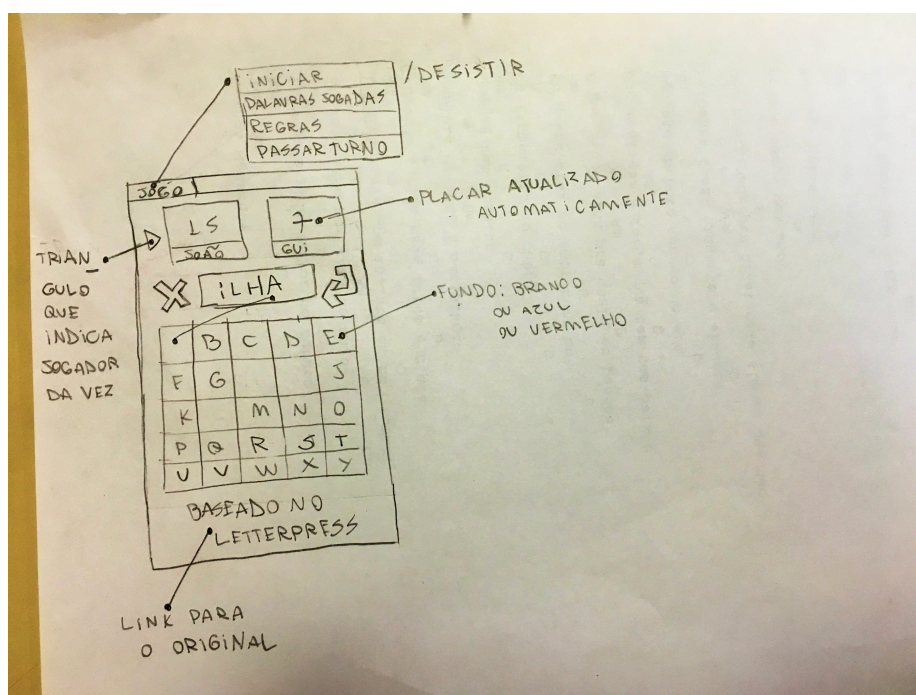 INICIAR /DESISTIR
PALAVRAS JOGADAS
REGRAS
PASSAR TURNO
JOGO
PLACAR ATUALIZADO
AUTOMATICAMENTE
15 7
JOÃO GUI
TRIAN_
GULO
QUE
INDICA
JOGADOR
DA VEZ
X ILHA
FUNDO: BRANCO
OU AZUL
OU VERMELHO
B C D E
F G J
K M N O
P Q R S T
U V W X Y
BASEADO NO
LETTERPRESS
LINK PARA
O ORIGINAL